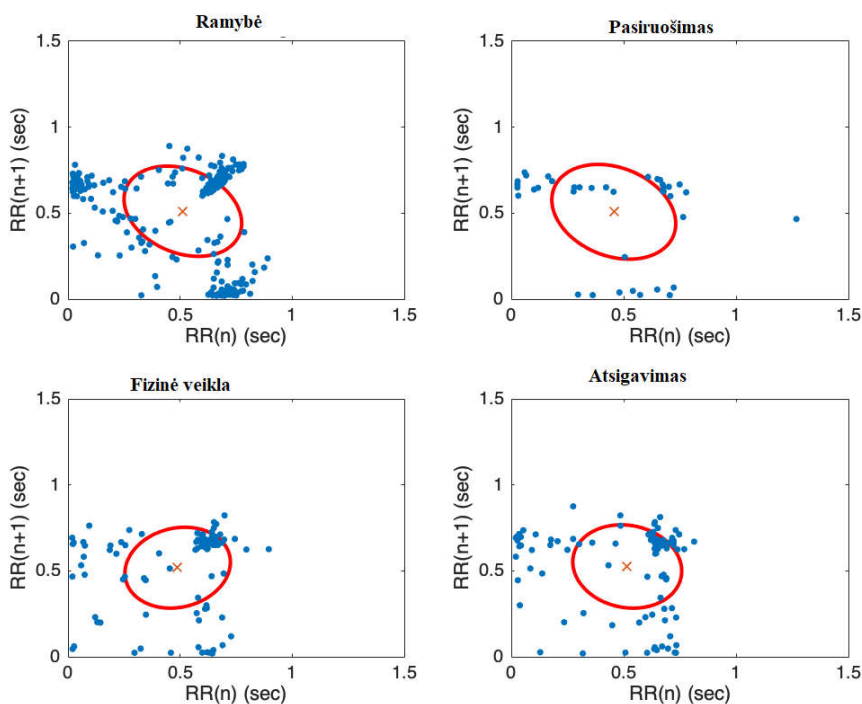 Ramybė
1.5
1
0.5
0
RR(n+1) (sec)
0
0.5
1
1.5
RR(n) (sec)
Pasiruošimas
1.5
1
0.5
0
RR(n+1) (sec)
0
0.5
1
1.5
RR(n) (sec)
Fizinė veikla
1.5
1
0.5
0
RR(n+1) (sec)
0
0.5
1
1.5
RR(n) (sec)
Atsigavimas
1.5
1
0.5
0
RR(n+1) (sec)
0
0.5
1
1.5
RR(n) (sec)